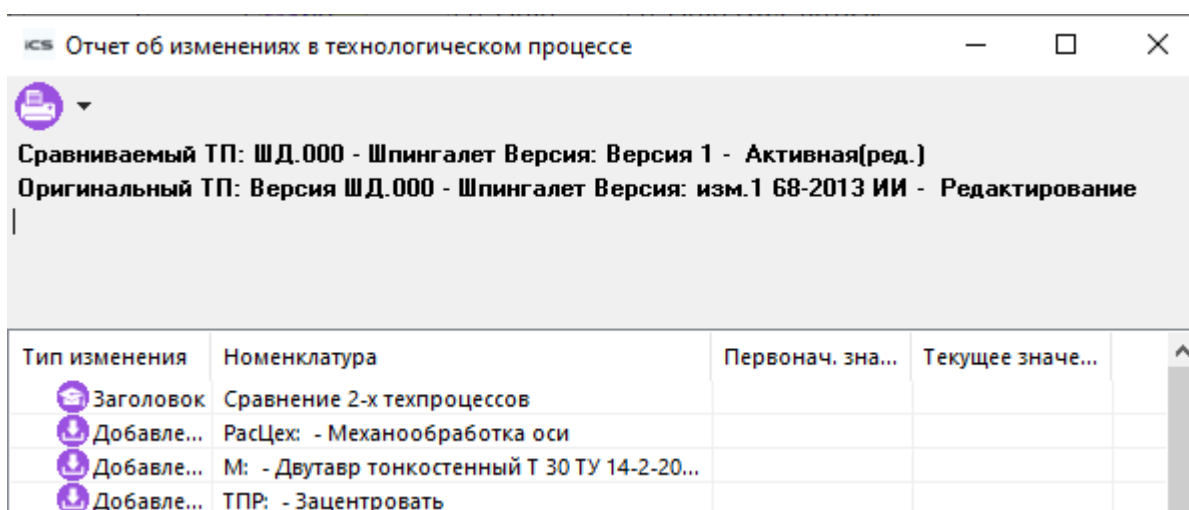 ics Отчет об изменениях в технологическом процессе
Сравниваемый ТП: ШД.000 - Шпингалет Версия: Версия 1 - Активная(ред.)
Оригинальный ТП: Версия ШД.000 - Шпингалет Версия: изм.1 68-2013 ИИ - Редактирование
Тип изменения Номенклатура Первонач. зна... Текущее значе...
Заголовок Сравнение 2-х техпроцессов
Добавле... РасЦех: - Механообработка оси
Добавле... М: - Двутавр тонкостенный Т 30 ТУ 14-2-20...
Добавле... ТПР: - Зацентровать